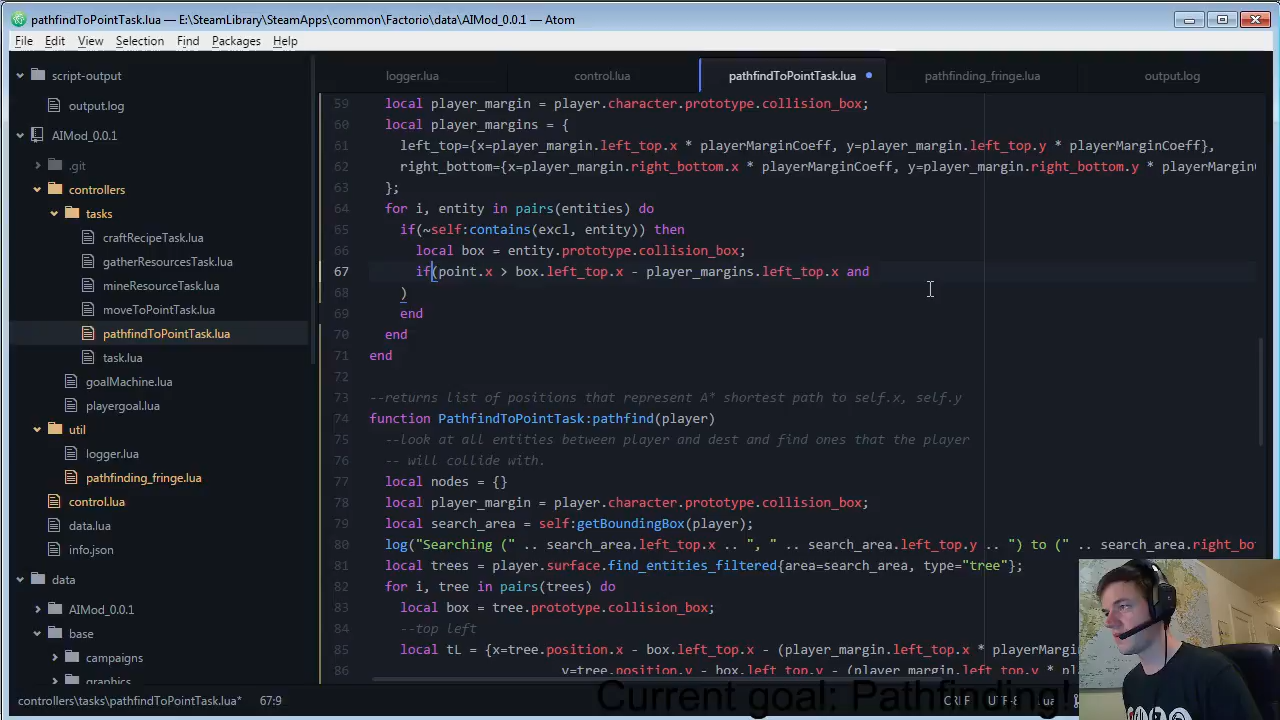 pathfindToPointTask.lua — E:\SteamLibrary\SteamApps\common\Factorio\data\AIMod_0.0.1 — Atom
File Edit View Selection Find Packages Help
script-output
output.log
AIMod_0.0.1
.git
controllers
tasks
craftRecipeTask.lua
gatherResourcesTask.lua
mineResourceTask.lua
moveToPointTask.lua
pathfindToPointTask.lua
task.lua
goalMachine.lua
playergoal.lua
util
logger.lua
pathfinding_fringe.lua
control.lua
data.lua
info.json
data
AIMod_0.0.1
base
campaigns
graphics
logger.lua control.lua pathfindToPointTask.lua pathfinding_fringe.lua output.log
59 local player_margin = player.character.prototype.collision_box;
60 local player_margins = {
61 left_top={x=player_margin.left_top.x * playerMarginCoeff, y=player_margin.left_top.y * playerMarginCoeff},
62 right_bottom={x=player_margin.right_bottom.x * playerMarginCoeff, y=player_margin.right_bottom.y * playerMargin
63 };
64 for i, entity in pairs(entities) do
65 if(~self:contains(excl, entity)) then
66 local box = entity.prototype.collision_box;
67 if(point.x > box.left_top.x - player_margins.left_top.x and
68 )
69 end
70 end
71 end
72
73 --returns list of positions that represent A* shortest path to self.x, self.y
74 function PathfindToPointTask:pathfind(player)
75 --look at all entities between player and dest and find ones that the player
76 -- will collide with.
77 local nodes = {}
78 local player_margin = player.character.prototype.collision_box;
79 local search_area = self:getBoundingBox(player);
80 log("Searching (" .. search_area.left_top.x .. ", " .. search_area.left_top.y .. ") to (" .. search_area.right_bo
81 local trees = player.surface.find_entities_filtered{area=search_area, type="tree"};
82 for i, tree in pairs(trees) do
83 local box = tree.prototype.collision_box;
84 --top left
85 local tL = {x=tree.position.x - box.left_top.x - (player_margin.left_top.x *
86 y=tree.position.y - box.left_top.y - (player_margin.left_top.y *
Current goal: Pathfinding!
controllers\tasks\pathfindToPointTask.lua* 67:9 CRLF UTF-8 Lua